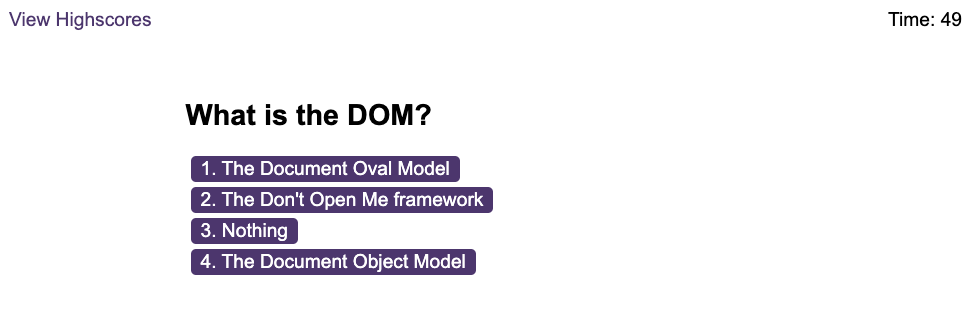 View Highscores
Time: 49
What is the DOM?
1. The Document Oval Model
2. The Don't Open Me framework
3. Nothing
4. The Document Object Model